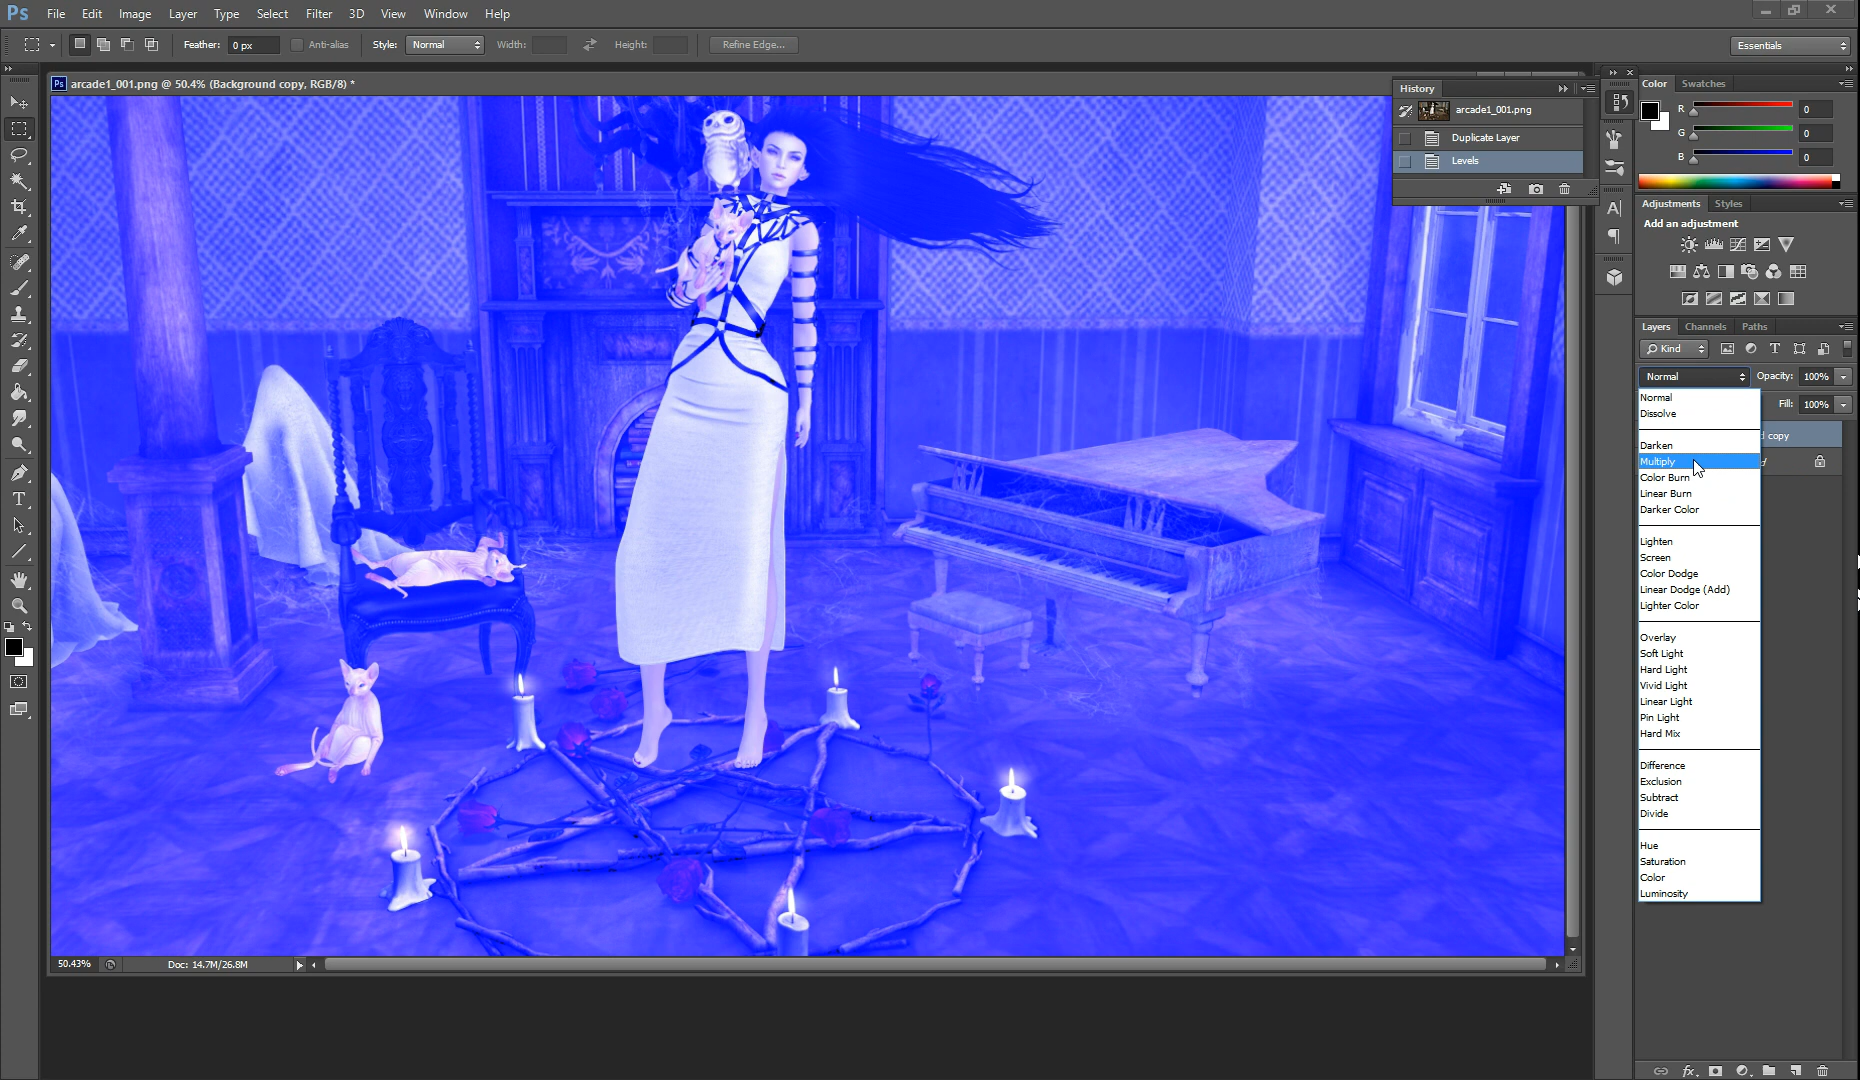 Ps File Edit Image Layer Type Select Filter 3D View Window Help
Feather: 0 px Anti-alias Style: Normal Width: Height: Refine Edge... Essentials
Ps arcade1_001.png @ 50.4% (Background copy, RGB/8) *
History
arcade1_001.png
Duplicate Layer
Levels
Color Swatches
R 0
G 0
B 0
Adjustments Styles
Add an adjustment
Layers Channels Paths
Kind
Normal Opacity: 100%
Fill: 100%
copy
Normal
Dissolve
Darken
Multiply
Color Burn
Linear Burn
Darker Color
Lighten
Screen
Color Dodge
Linear Dodge (Add)
Lighter Color
Overlay
Soft Light
Hard Light
Vivid Light
Linear Light
Pin Light
Hard Mix
Difference
Exclusion
Subtract
Divide
Hue
Saturation
Color
Luminosity
50.43% Doc: 14.7M/26.8M